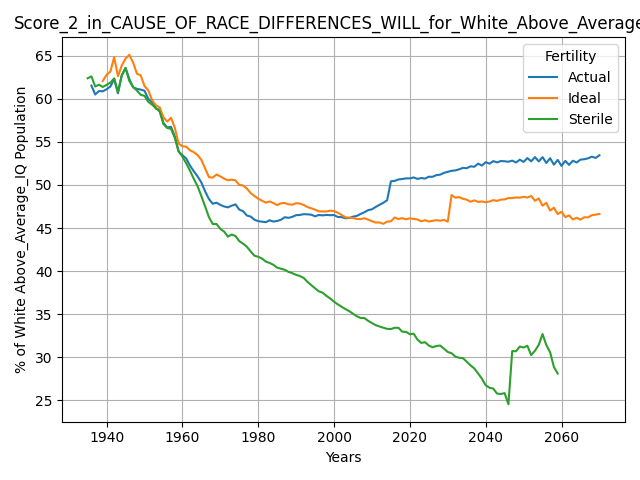 Score_2_in_CAUSE_OF_RACE_DIFFERENCES_WILL_for_White_Above_Average
Fertility
Actual
Ideal
Sterile
% of White Above_Average_IQ Population
65
60
55
50
45
40
35
30
25
1940 1960 1980 2000 2020 2040 2060
Years